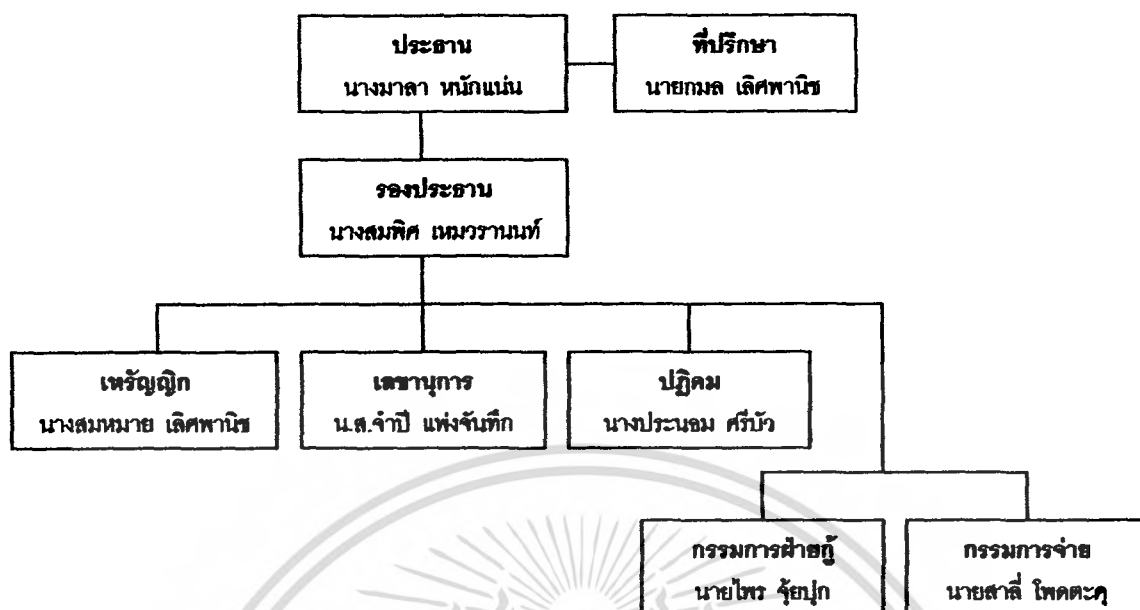 ประธาน
นางมาลา หนักแน่น
ที่ปรึกษา
นายกมล เลิศพานิช
รองประธาน
นางสมพิศ เหมวรานนท์
เหรัญญิก
นางสมหมาย เลิศพานิช
เลขานุการ
น.ส.จำปี แพ่งจันทึก
ปฏิคม
นางประนอม ศรีบัว
กรรมการฝ่ายกู้
นายไพร จุ้ยปุก
กรรมการจ่าย
นายสาลี่ โพดตะคุ